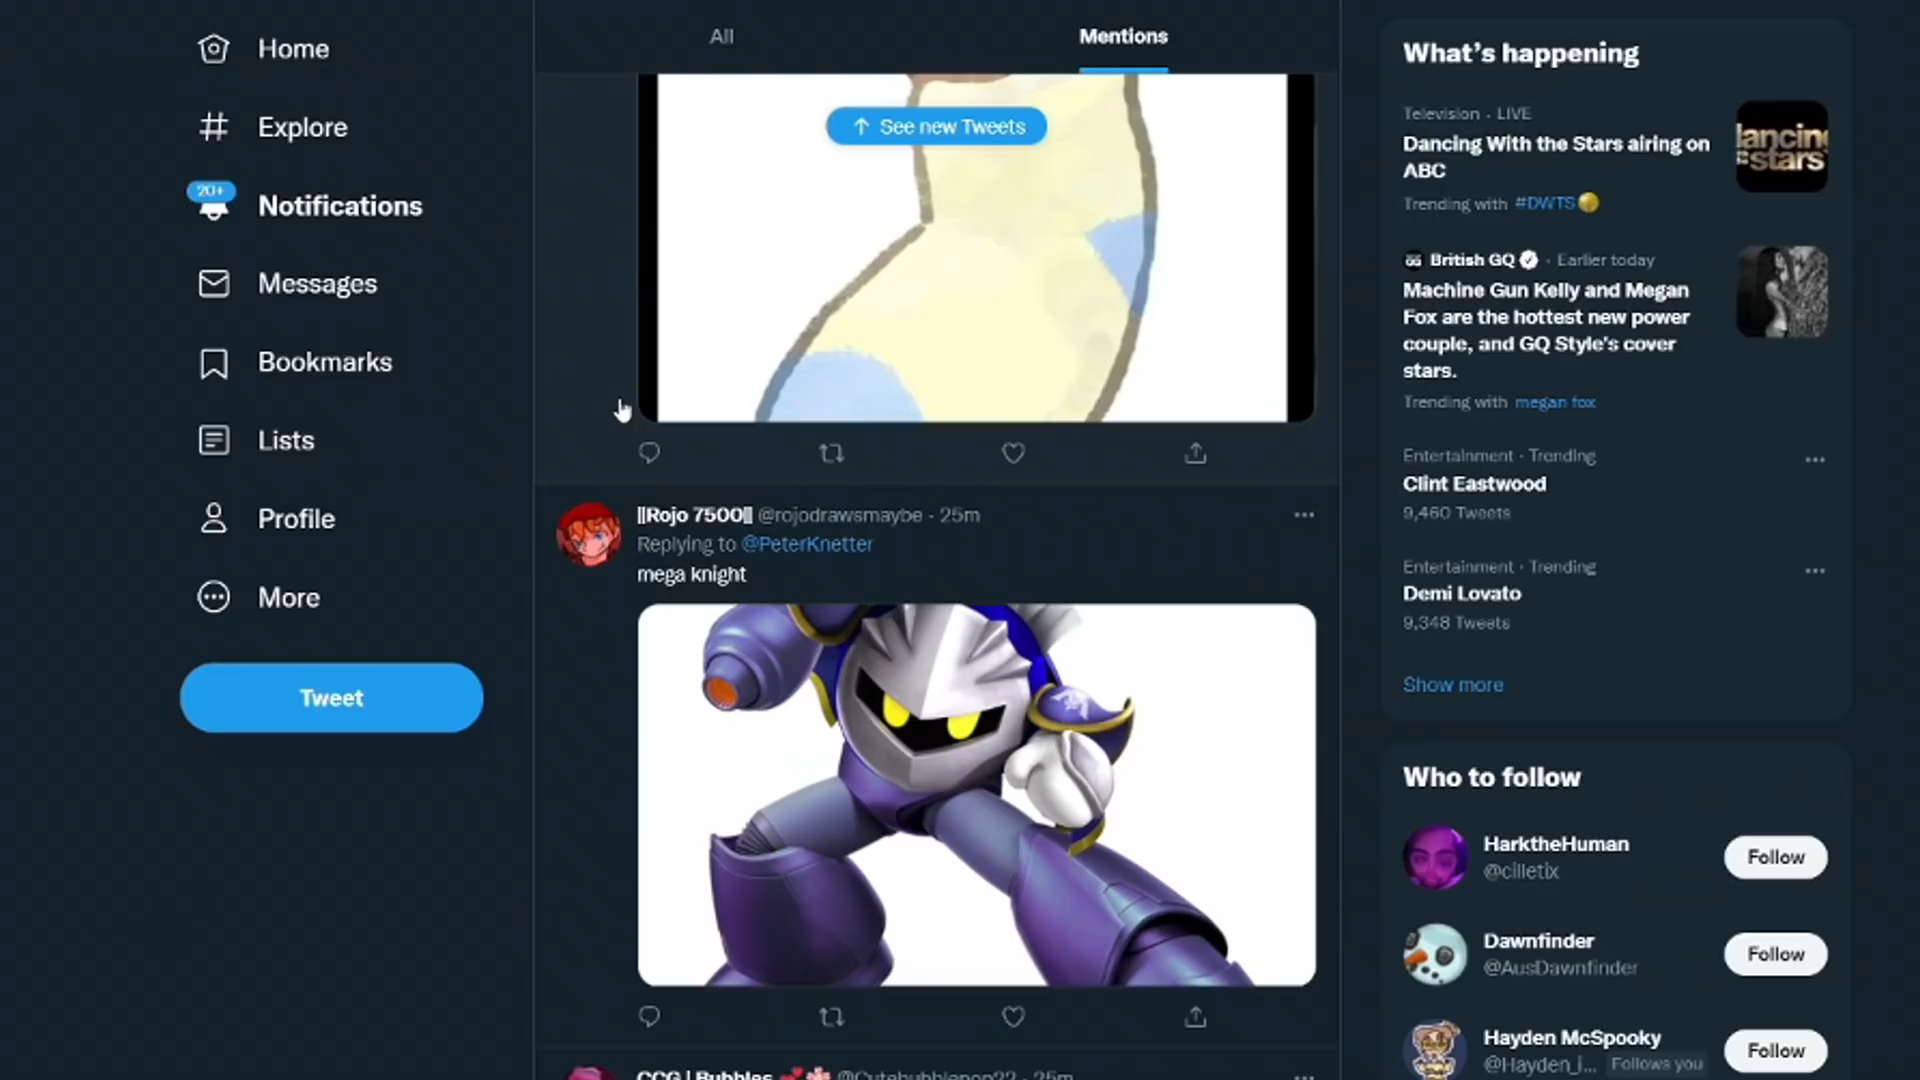 Home
Explore
20+
Notifications
Messages
Bookmarks
Lists
Profile
More
Tweet
All
Mentions
See new Tweets
||Rojo 7500|| @rojodrawsmaybe · 25m
Replying to @PeterKnetter
mega knight
CCG | Bubbles @Cutebubblepop22 · 25m
What's happening
Television · LIVE
Dancing With the Stars airing on
ABC
Trending with #DWTS
dancing
stars
British GQ · Earlier today
Machine Gun Kelly and Megan
Fox are the hottest new power
couple, and GQ Style's cover
stars.
Trending with megan fox
Entertainment · Trending
Clint Eastwood
9,460 Tweets
Entertainment · Trending
Demi Lovato
9,348 Tweets
Show more
Who to follow
HarktheHuman
@cilletix
Follow
Dawnfinder
@AusDawnfinder
Follow
Hayden McSpooky
@Hayden_i... Follows you
Follow